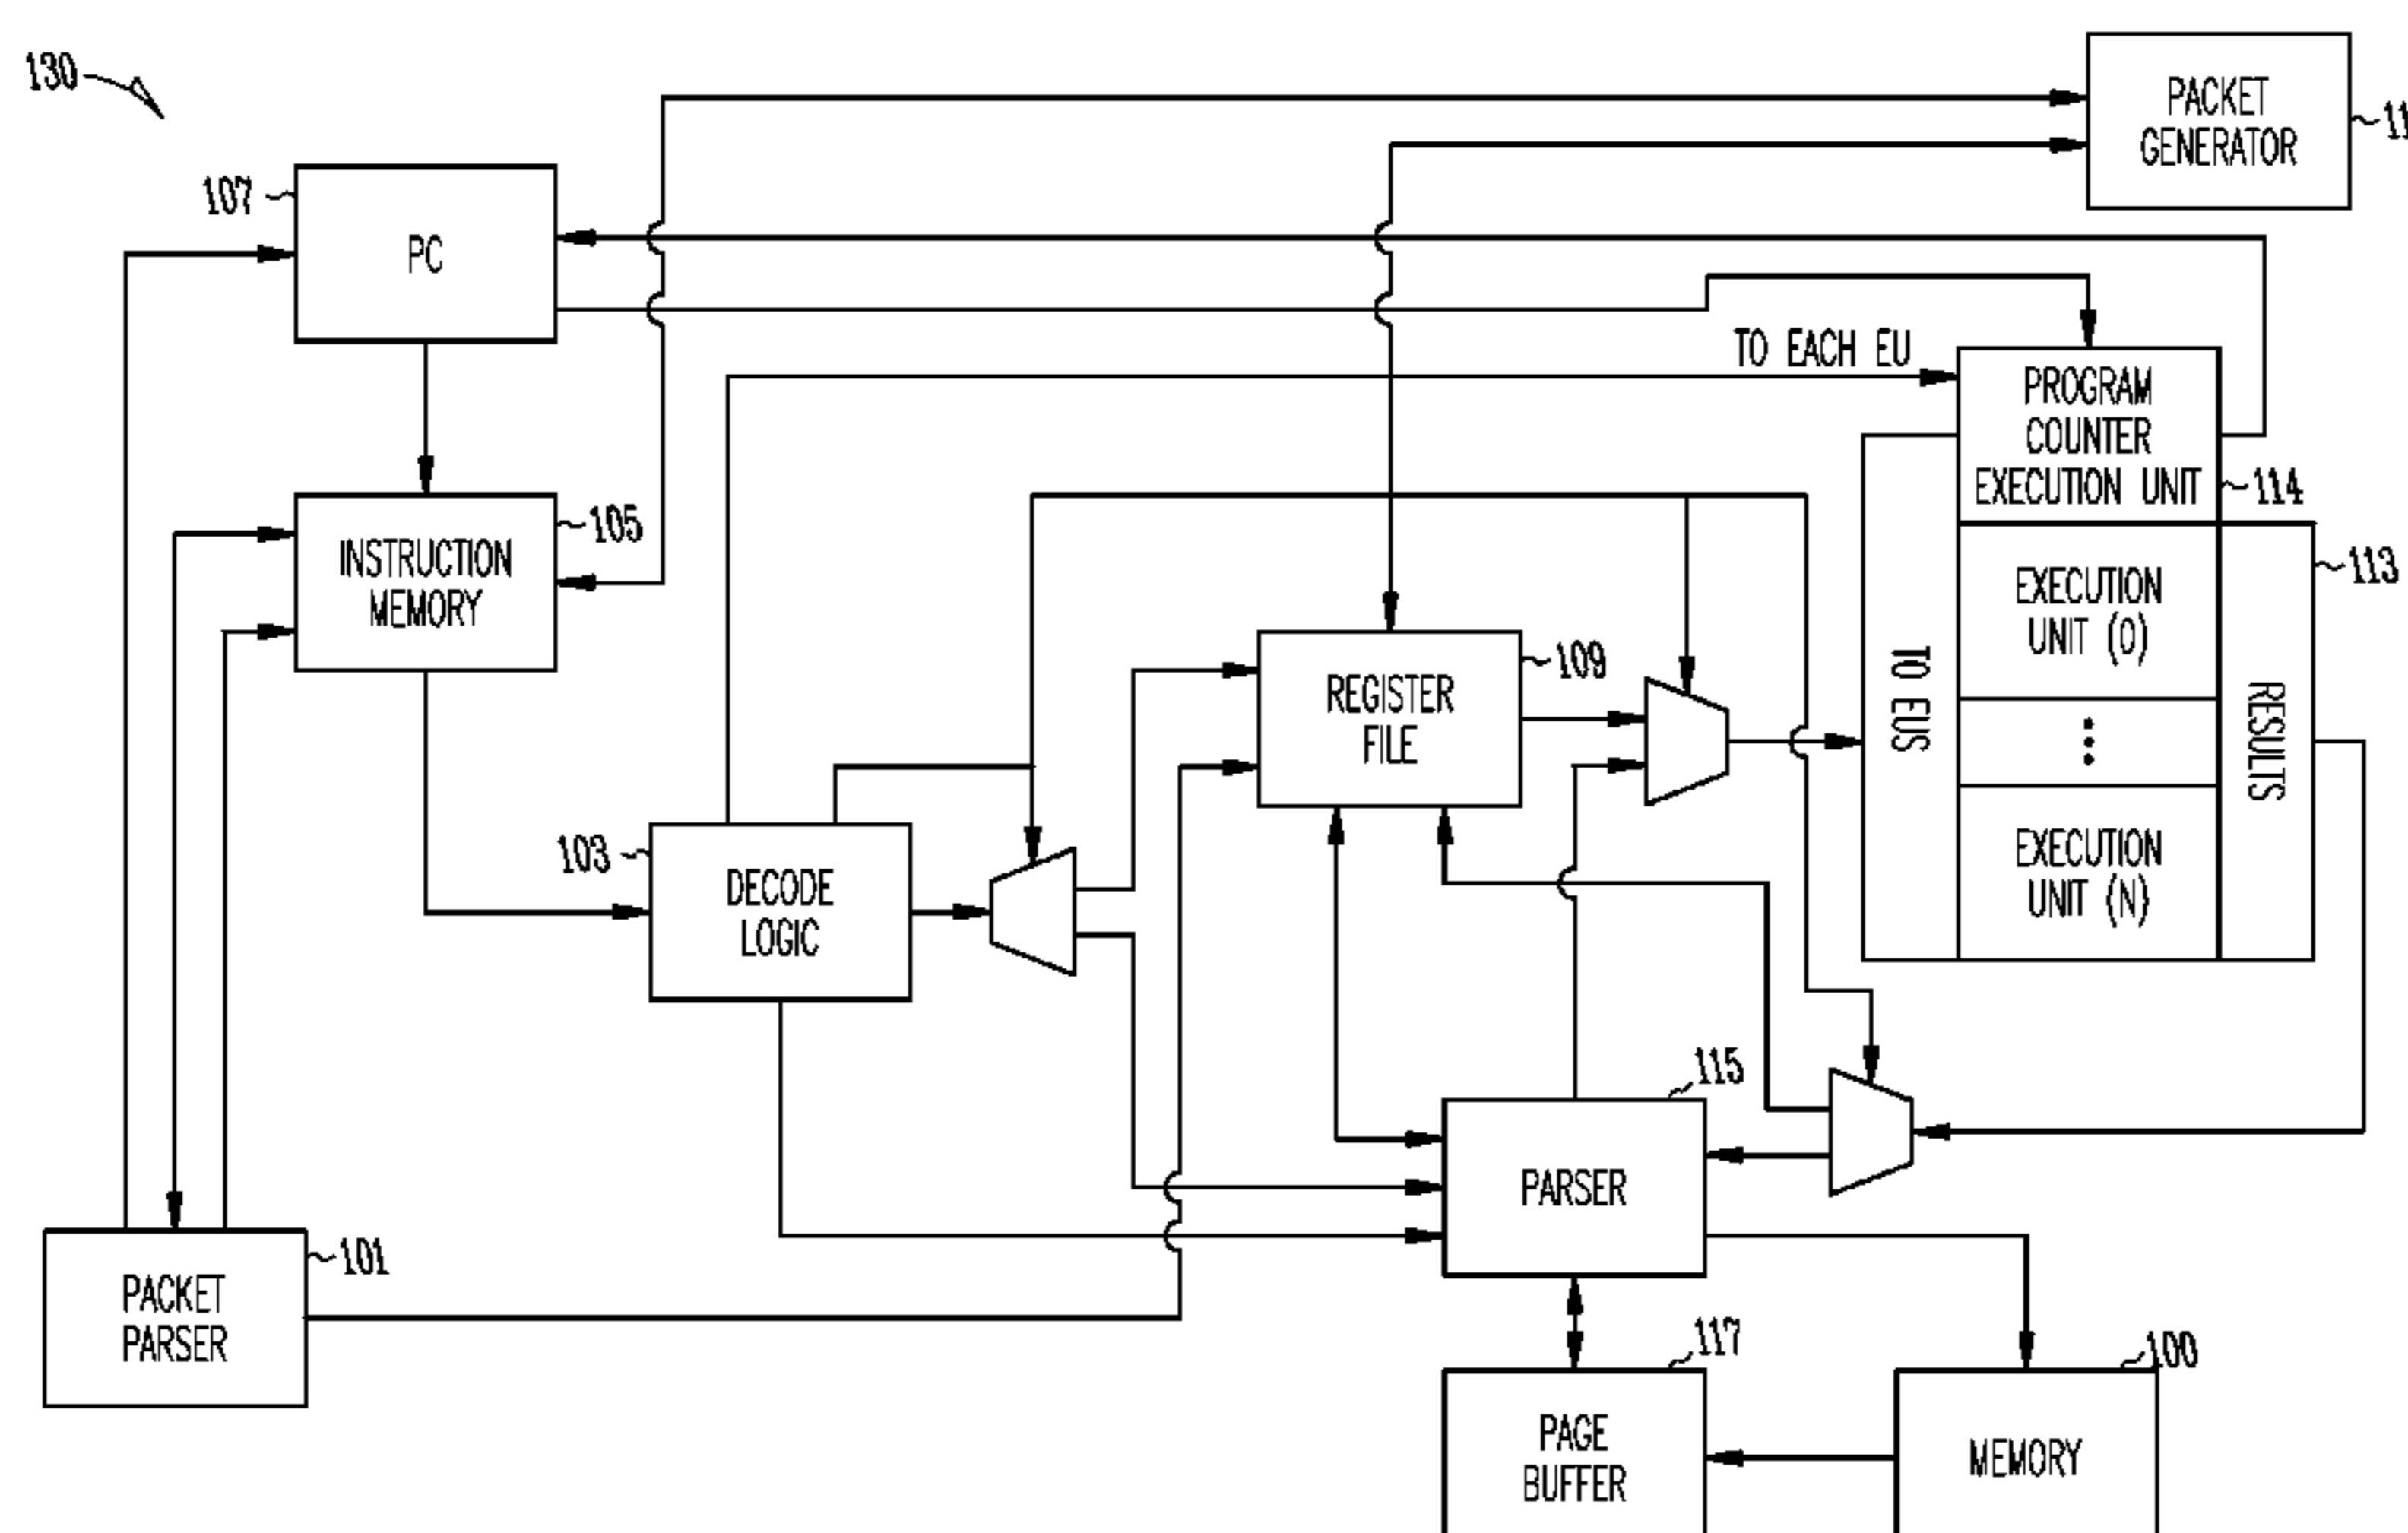 130
PACKET
GENERATOR
11
107
PC
TO EACH EU
PROGRAM
COUNTER
EXECUTION UNIT
114
105
INSTRUCTION
MEMORY
113
EXECUTION
UNIT (0)
109
REGISTER
FILE
TO EUS
RESULTS
103
DECODE
LOGIC
EXECUTION
UNIT (N)
115
PARSER
101
PACKET
PARSER
117
100
PAGE
BUFFER
MEMORY